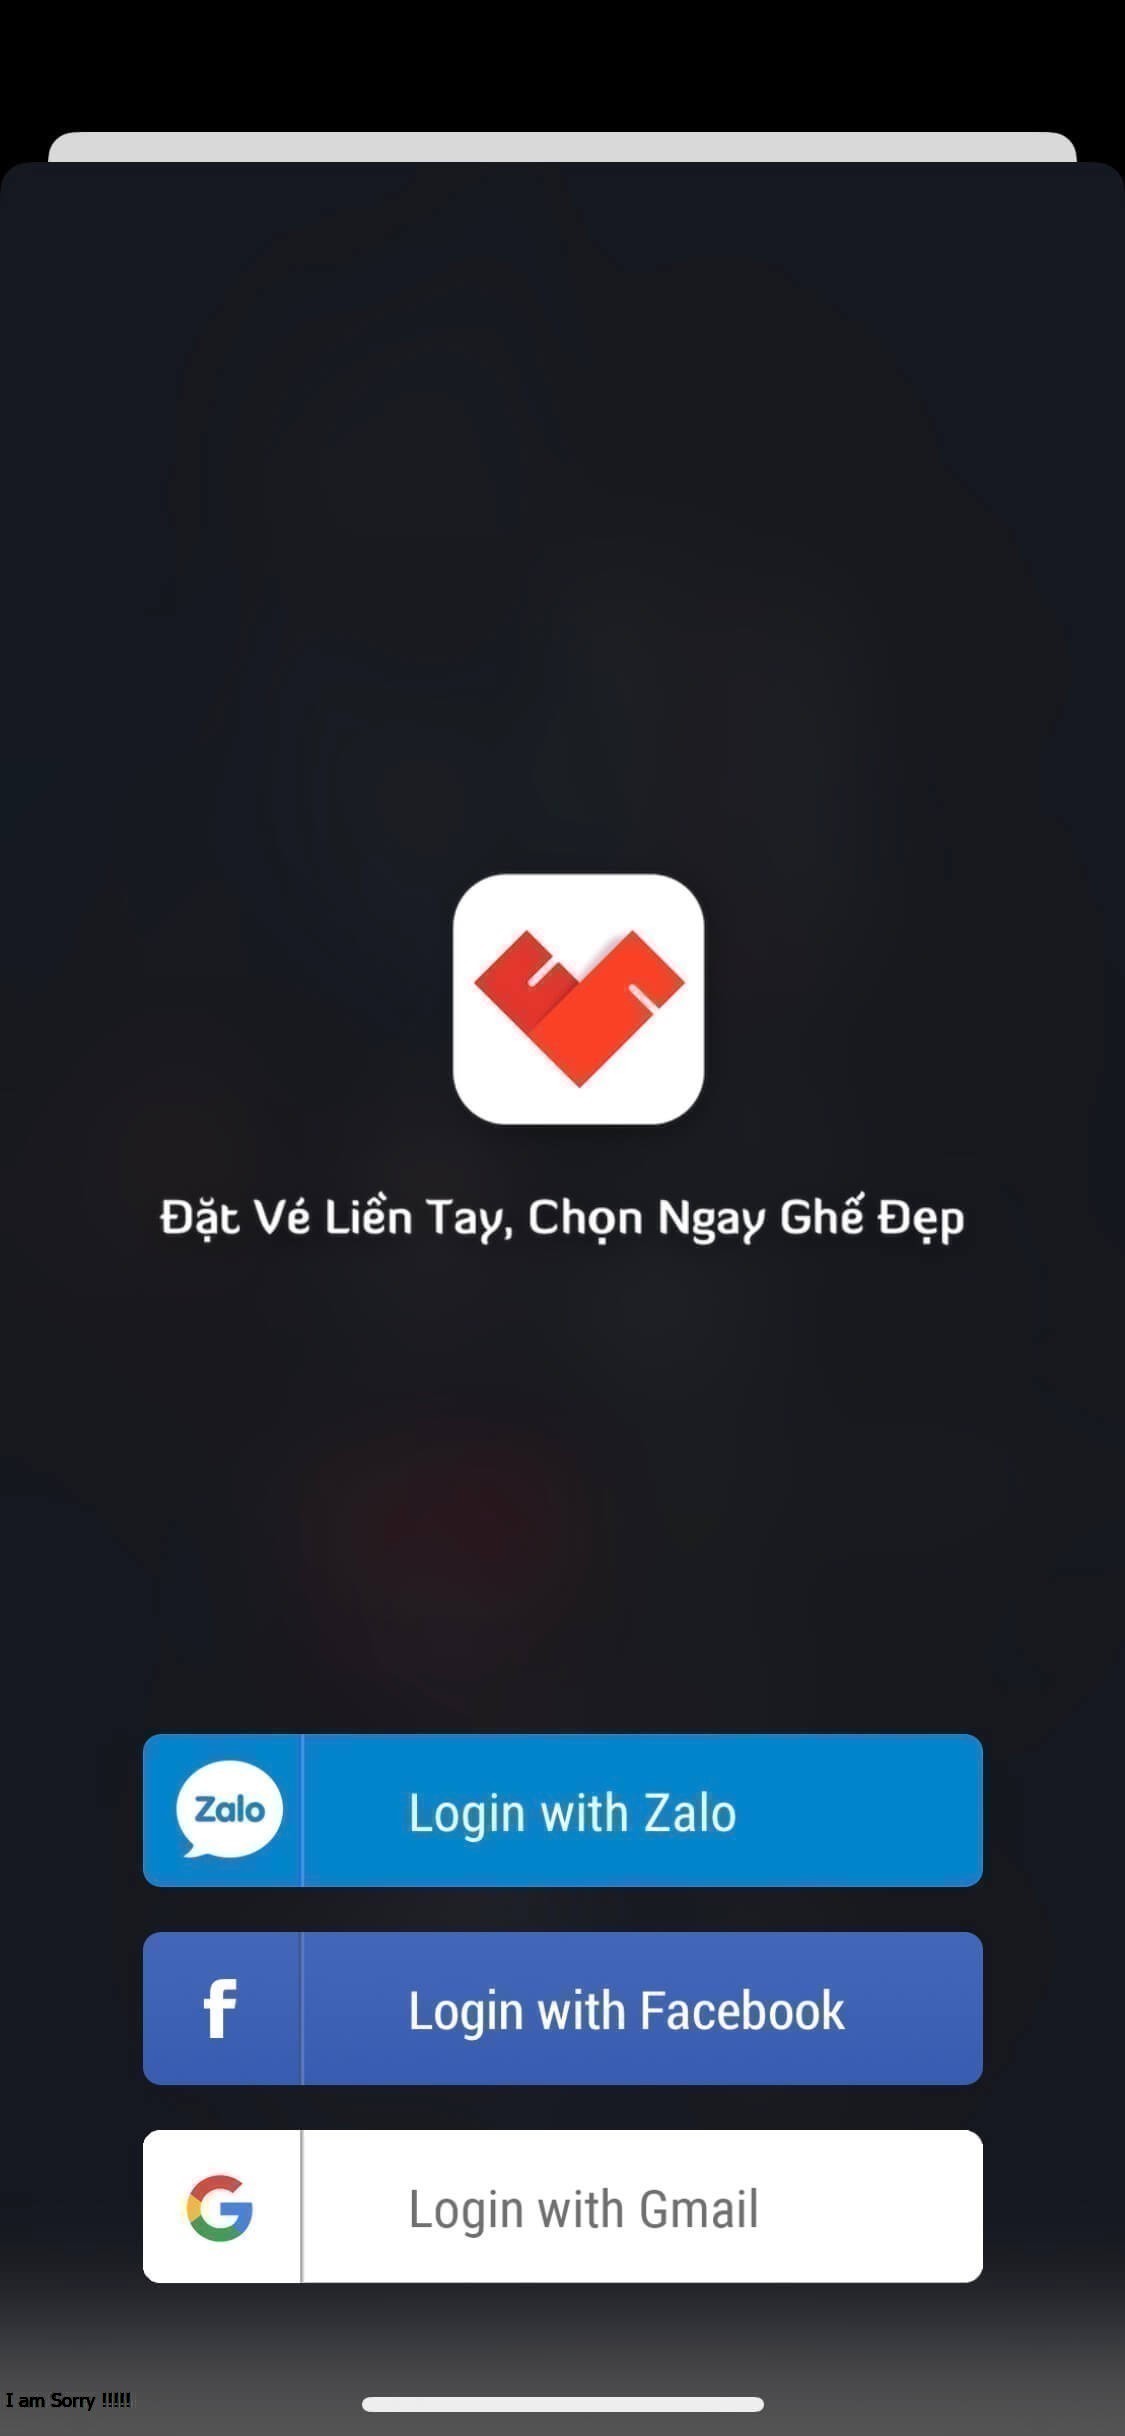 Đặt Vé Liền Tay, Chọn Ngay Ghế Đẹp
Zalo Login with Zalo
f Login with Facebook
G Login with Gmail
I am Sorry !!!!!